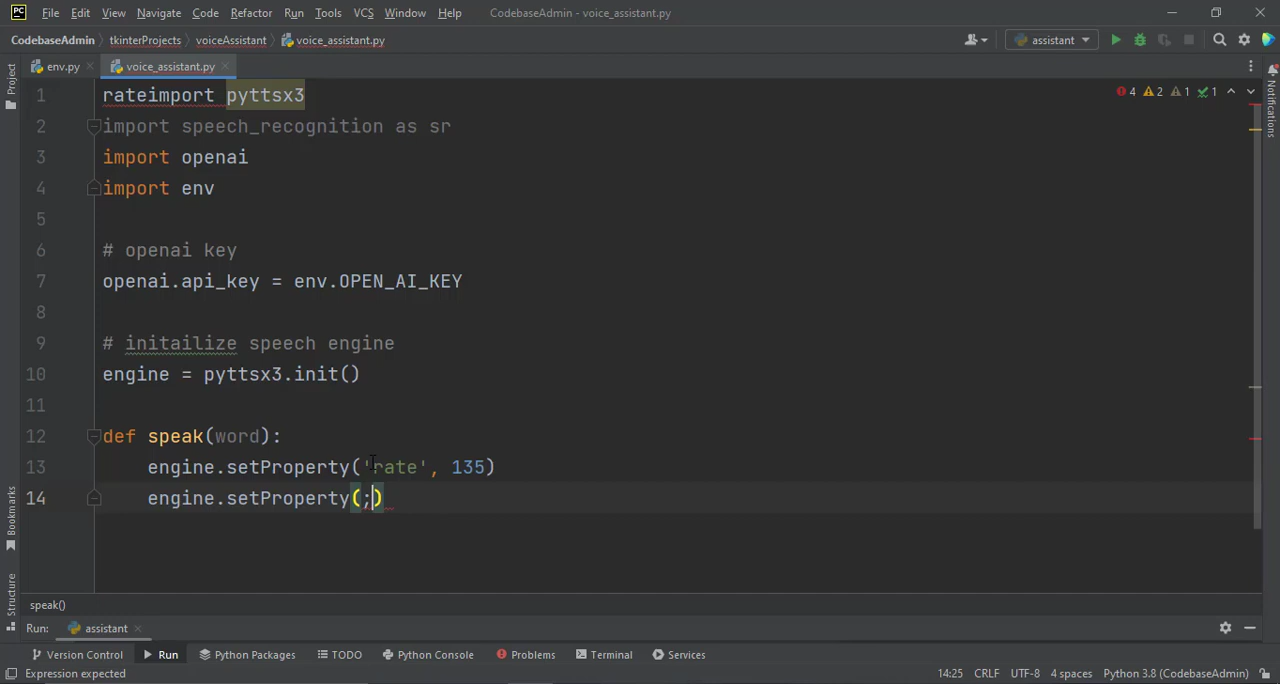 PC File Edit View Navigate Code Refactor Run Tools VCS Window Help CodebaseAdmin - voice_assistant.py
CodebaseAdmin tkinterProjects voiceAssistant voice_assistant.py assistant
Project env.py voice_assistant.py Notifications
1 rateimport pyttsx3 4 2 1 1
2 import speech_recognition as sr
3 import openai
4 import env
5
6 # openai key
7 openai.api_key = env.OPEN_AI_KEY
8
9 # initailize speech engine
10 engine = pyttsx3.init()
11
12 def speak(word):
13 engine.setProperty('rate', 135)
14 engine.setProperty(;)
Bookmarks
Structure
speak()
Run: assistant
Version Control Run Python Packages TODO Python Console Problems Terminal Services
Expression expected 14:25 CRLF UTF-8 4 spaces Python 3.8 (CodebaseAdmin)